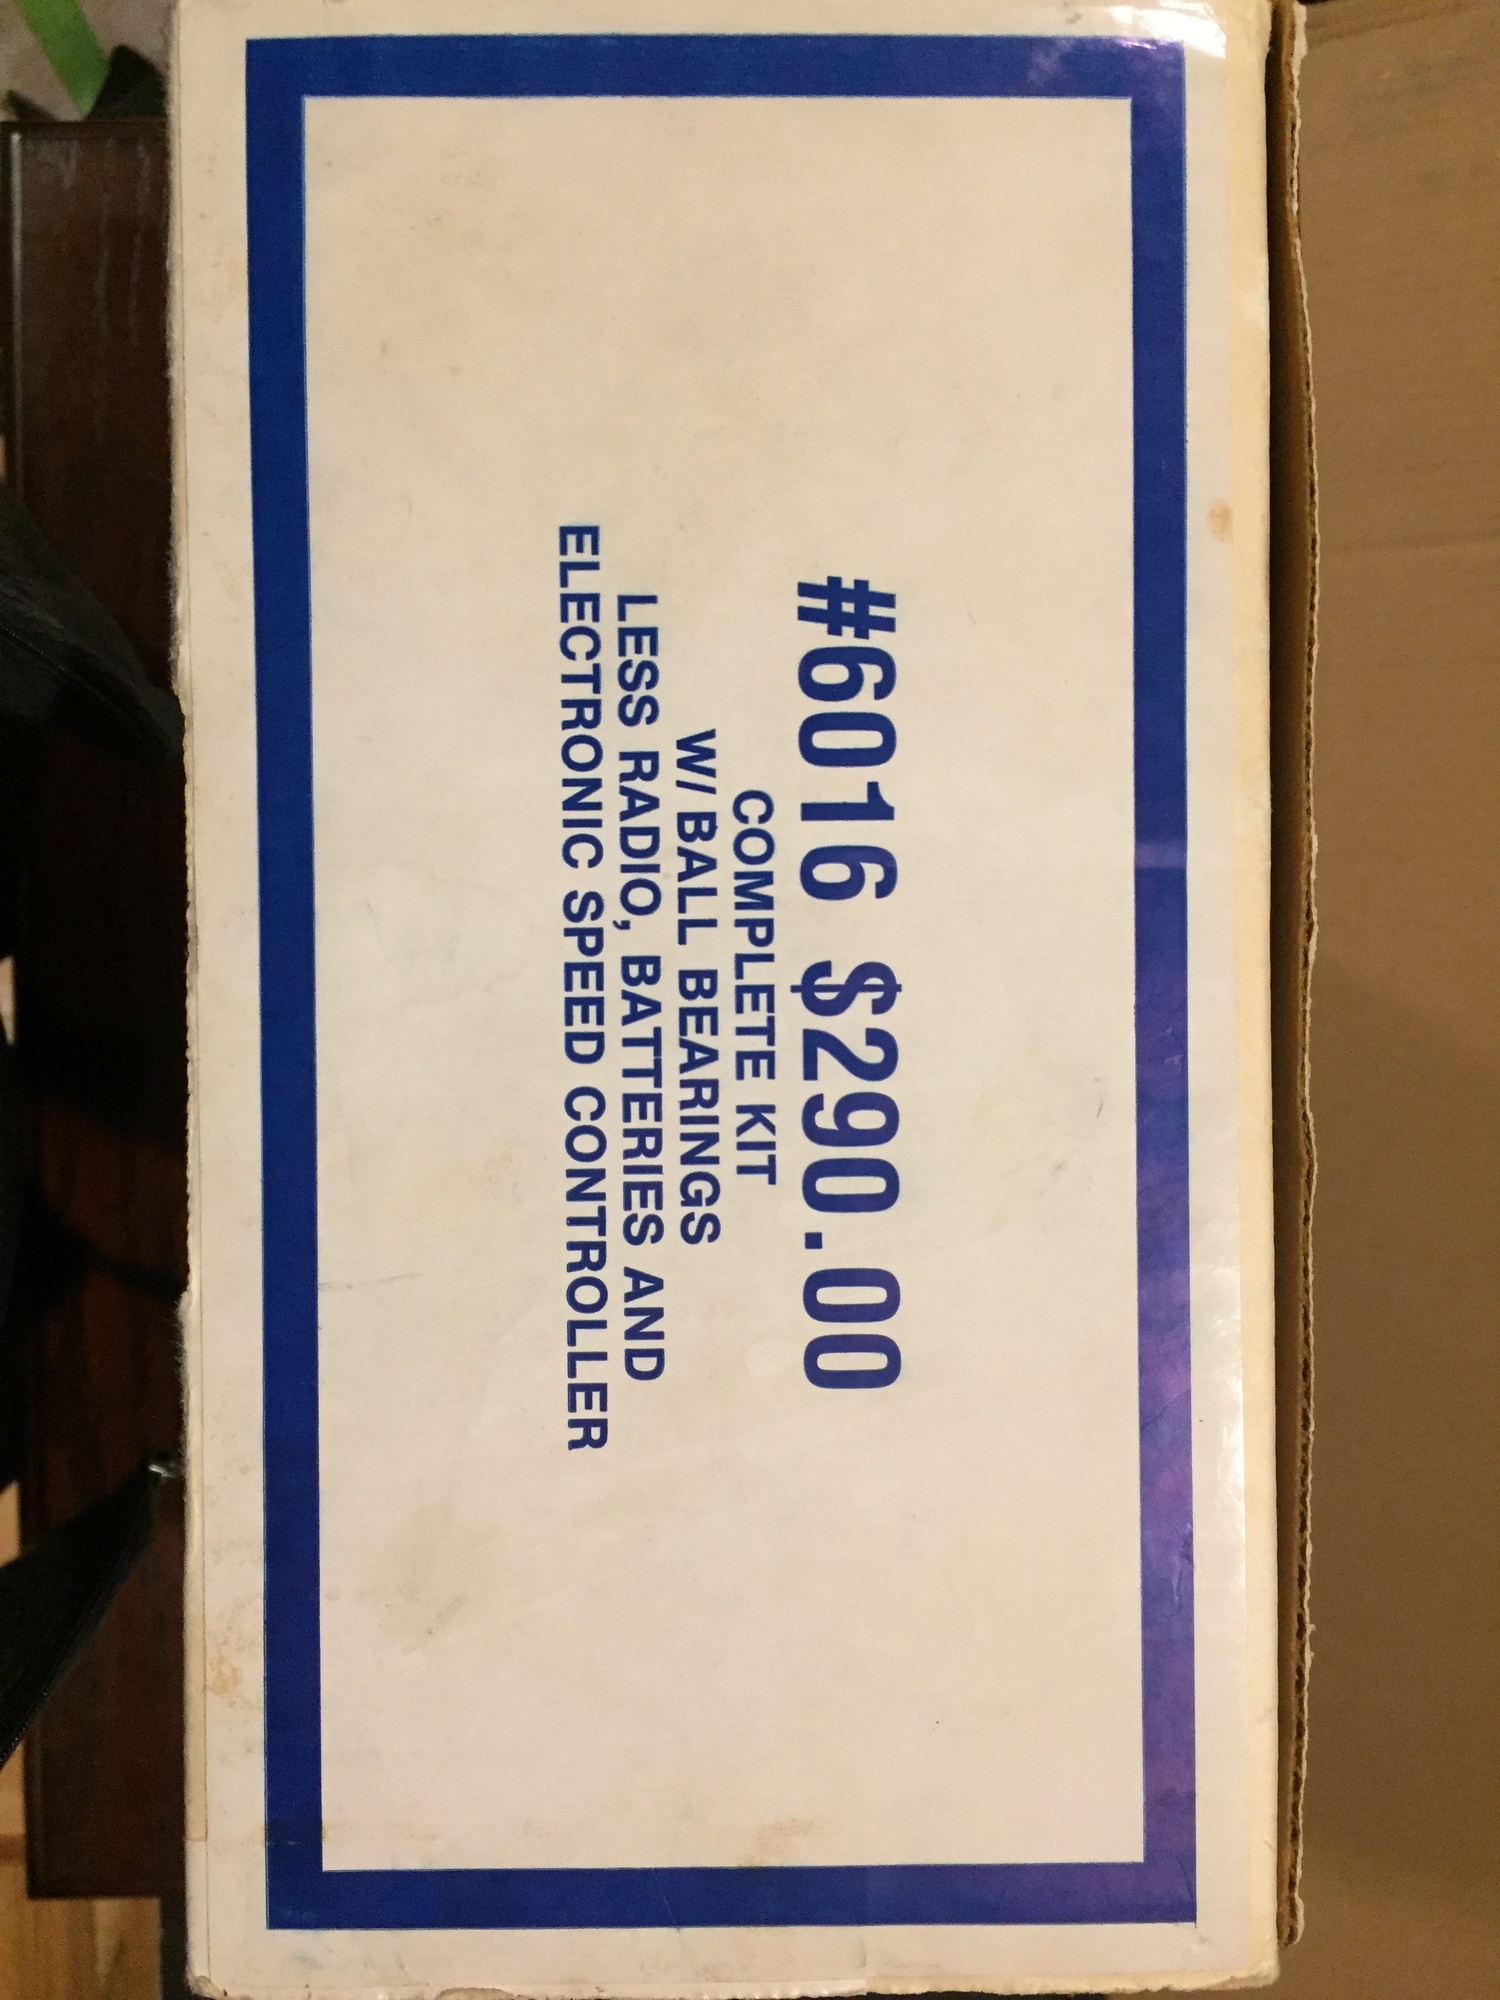 #6016 $290.00
COMPLETE KIT
W/ BALL BEARINGS
LESS RADIO, BATTERIES AND
ELECTRONIC SPEED CONTROLLER